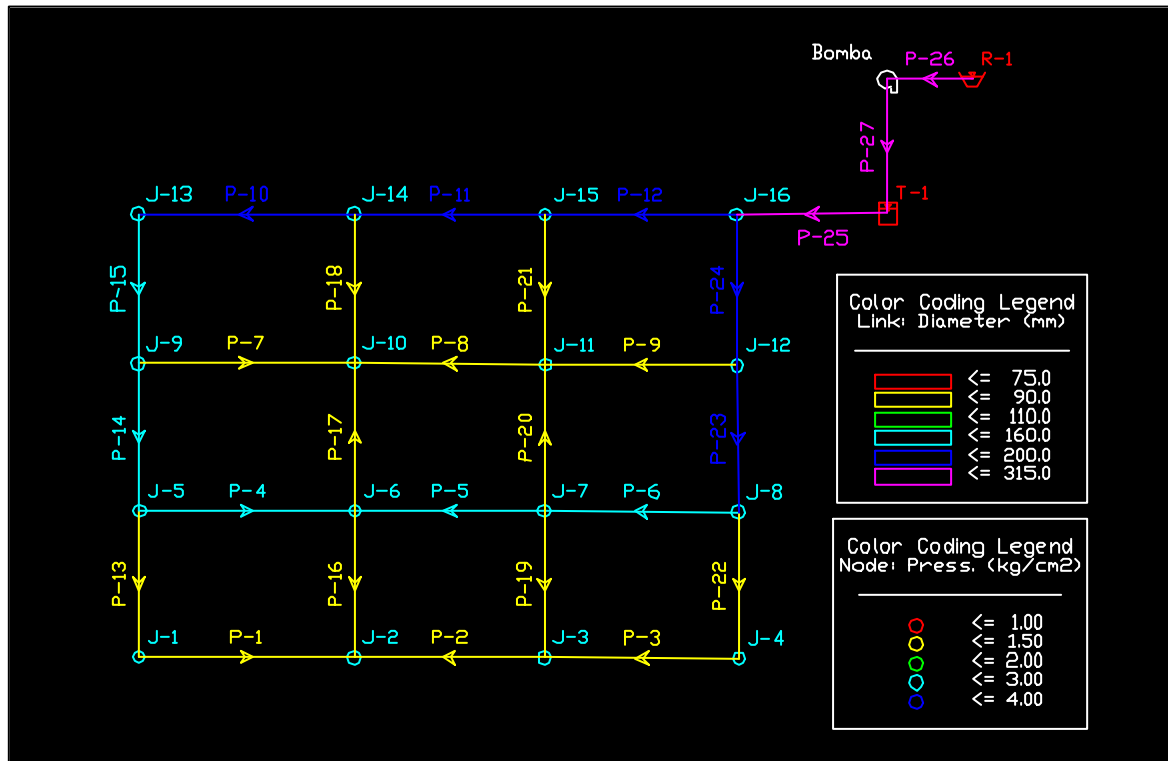 Bomba
P-26
R-1
P-27
T-1
J-13
P-10
J-14
P-11
J-15
P-12
J-16
P-25
P-15
P-18
P-21
P-24
J-9
P-7
J-10
P-8
J-11
P-9
J-12
P-14
P-17
P-20
P-23
J-5
P-4
J-6
P-5
J-7
P-6
J-8
P-13
P-16
P-19
P-22
J-1
P-1
J-2
P-2
J-3
P-3
J-4
Color Coding Legend
Link: Diameter (mm)
<= 75.0
<= 90.0
<= 110.0
<= 160.0
<= 200.0
<= 315.0
Color Coding Legend
Node: Press. (kg/cm2)
<= 1.00
<= 1.50
<= 2.00
<= 3.00
<= 4.00